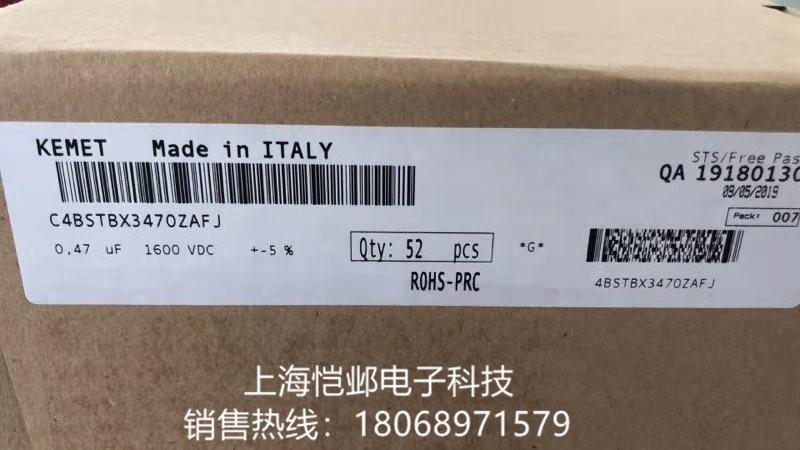 KEMET Made in ITALY
STS/Free Pas
QA 19180130
09/05/2019
Pack: 007
C4BSTBX3470ZAFJ
0,47 uF 1600 VDC +-5 % Qty: 52 pcs *G*
ROHS-PRC
4BSTBX3470ZAFJ
上海恺邺电子科技
销售热线：18068971579